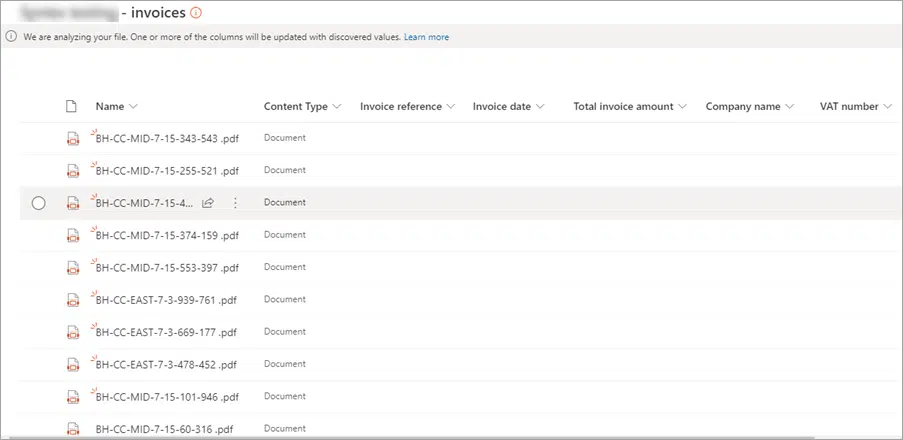 - invoices
We are analyzing your file. One or more of the columns will be updated with discovered values. Learn more
Name Content Type Invoice reference Invoice date Total invoice amount Company name VAT number
BH-CC-MID-7-15-343-543 .pdf Document
BH-CC-MID-7-15-255-521 .pdf Document
BH-CC-MID-7-15-4... Document
BH-CC-MID-7-15-374-159 .pdf Document
BH-CC-MID-7-15-553-397 .pdf Document
BH-CC-EAST-7-3-939-761 .pdf Document
BH-CC-EAST-7-3-669-177 .pdf Document
BH-CC-EAST-7-3-478-452 .pdf Document
BH-CC-MID-7-15-101-946 .pdf Document
BH-CC-MID-7-15-60-316 .pdf Document